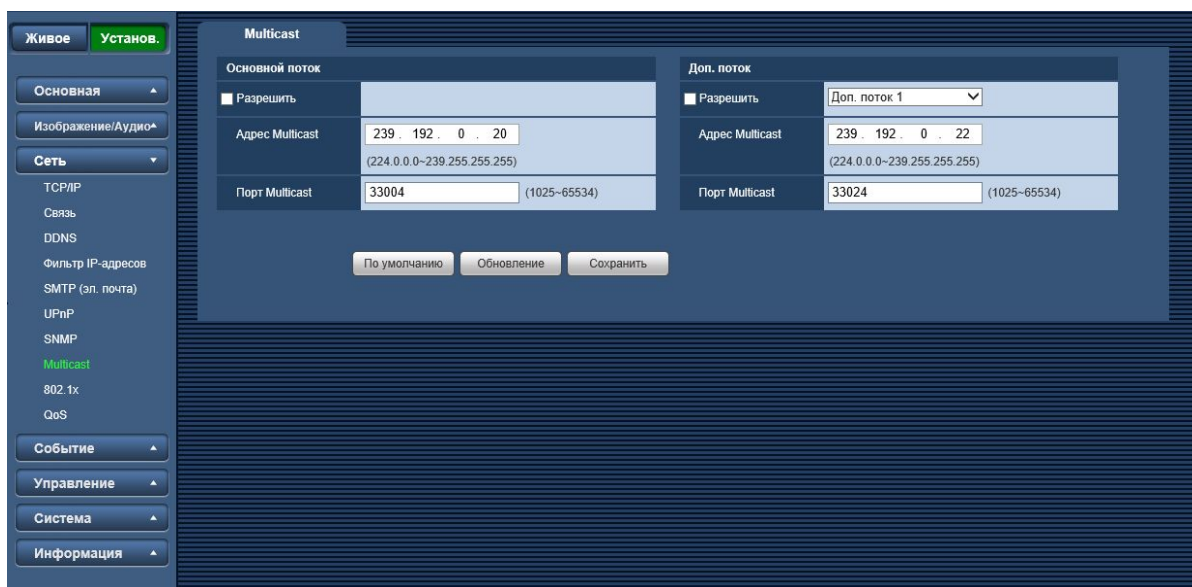 Живое Установ.
Основная
Изображение/Аудио
Сеть
TCP/IP
Связь
DDNS
Фильтр IP-адресов
SMTP (эл. почта)
UPnP
SNMP
Multicast
802.1x
QoS
Событие
Управление
Система
Информация
Multicast
Основной поток
Разрешить
Адрес Multicast 239 . 192 . 0 . 20
(224.0.0.0~239.255.255.255)
Порт Multicast 33004 (1025~65534)
Доп. поток
Разрешить Доп. поток 1
Адрес Multicast 239 . 192 . 0 . 22
(224.0.0.0~239.255.255.255)
Порт Multicast 33024 (1025~65534)
По умолчанию Обновление Сохранить